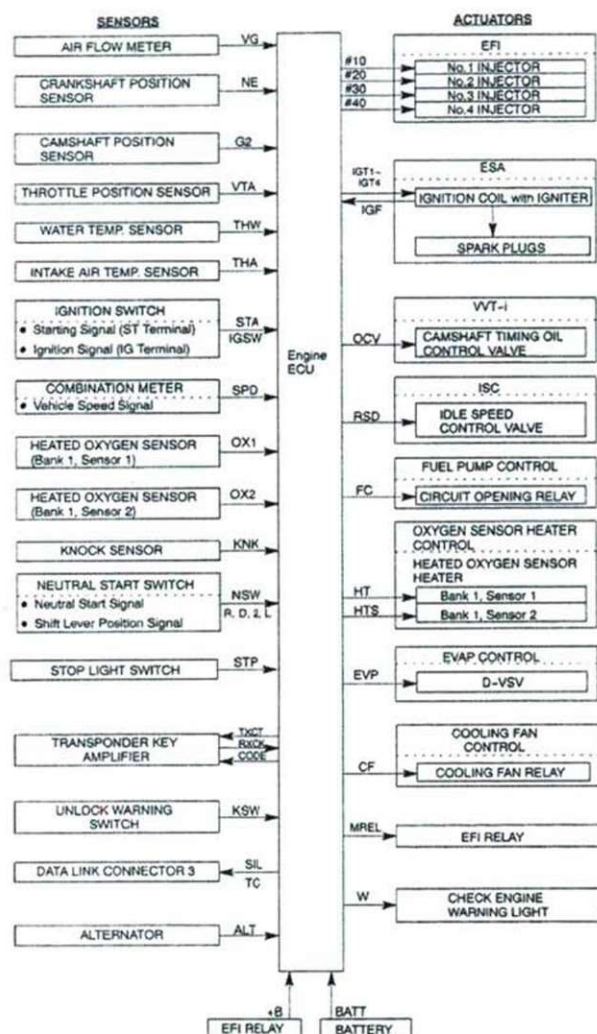 SENSORS
AIR FLOW METER
VG
CRANKSHAFT POSITION
SENSOR
NE
CAMSHAFT POSITION
SENSOR
G2
THROTTLE POSITION SENSOR
VTA
WATER TEMP. SENSOR
THW
INTAKE AIR TEMP. SENSOR
THA
IGNITION SWITCH
• Starting Signal (ST Terminal)
• Ignition Signal (IG Terminal)
STA
IGSW
COMBINATION METER
• Vehicle Speed Signal
SPD
HEATED OXYGEN SENSOR
(Bank 1, Sensor 1)
OX1
HEATED OXYGEN SENSOR
(Bank 1, Sensor 2)
OX2
KNOCK SENSOR
KNK
NEUTRAL START SWITCH
• Neutral Start Signal
• Shift Lever Position Signal
NSW
R, D, 2, L
STOP LIGHT SWITCH
STP
TRANSPONDER KEY
AMPLIFIER
TXCT
RXCK
CODE
UNLOCK WARNING
SWITCH
KSW
DATA LINK CONNECTOR 3
SIL
TC
ALTERNATOR
ALT
Engine
ECU
+B
EFI RELAY
BATT
BATTERY
ACTUATORS
EFI
#10
No.1 INJECTOR
#20
No.2 INJECTOR
#30
No.3 INJECTOR
#40
No.4 INJECTOR
ESA
IGT1~
IGT4
IGF
IGNITION COIL with IGNITER
SPARK PLUGS
VVT-i
OCV
CAMSHAFT TIMING OIL
CONTROL VALVE
ISC
RSD
IDLE SPEED
CONTROL VALVE
FUEL PUMP CONTROL
FC
CIRCUIT OPENING RELAY
OXYGEN SENSOR HEATER
CONTROL
HEATED OXYGEN SENSOR
HEATER
HT
Bank 1, Sensor 1
HTS
Bank 1, Sensor 2
EVAP CONTROL
EVP
D-VSV
COOLING FAN
CONTROL
CF
COOLING FAN RELAY
MREL
EFI RELAY
W
CHECK ENGINE
WARNING LIGHT